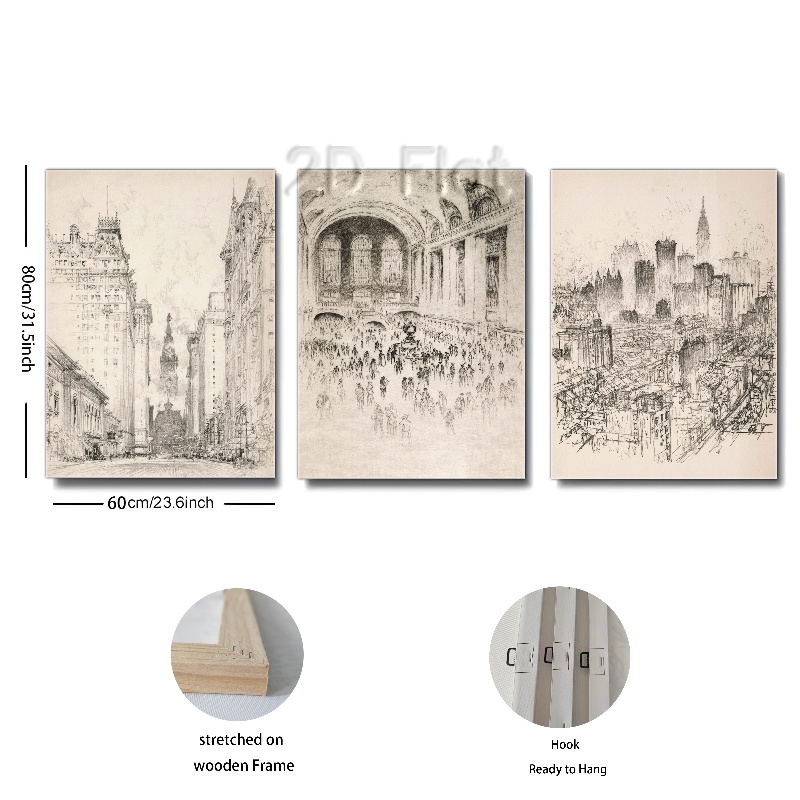 2D Flat
80cm/31.5inch
60cm/23.6inch
stretched on
wooden Frame
Hook
Ready to Hang